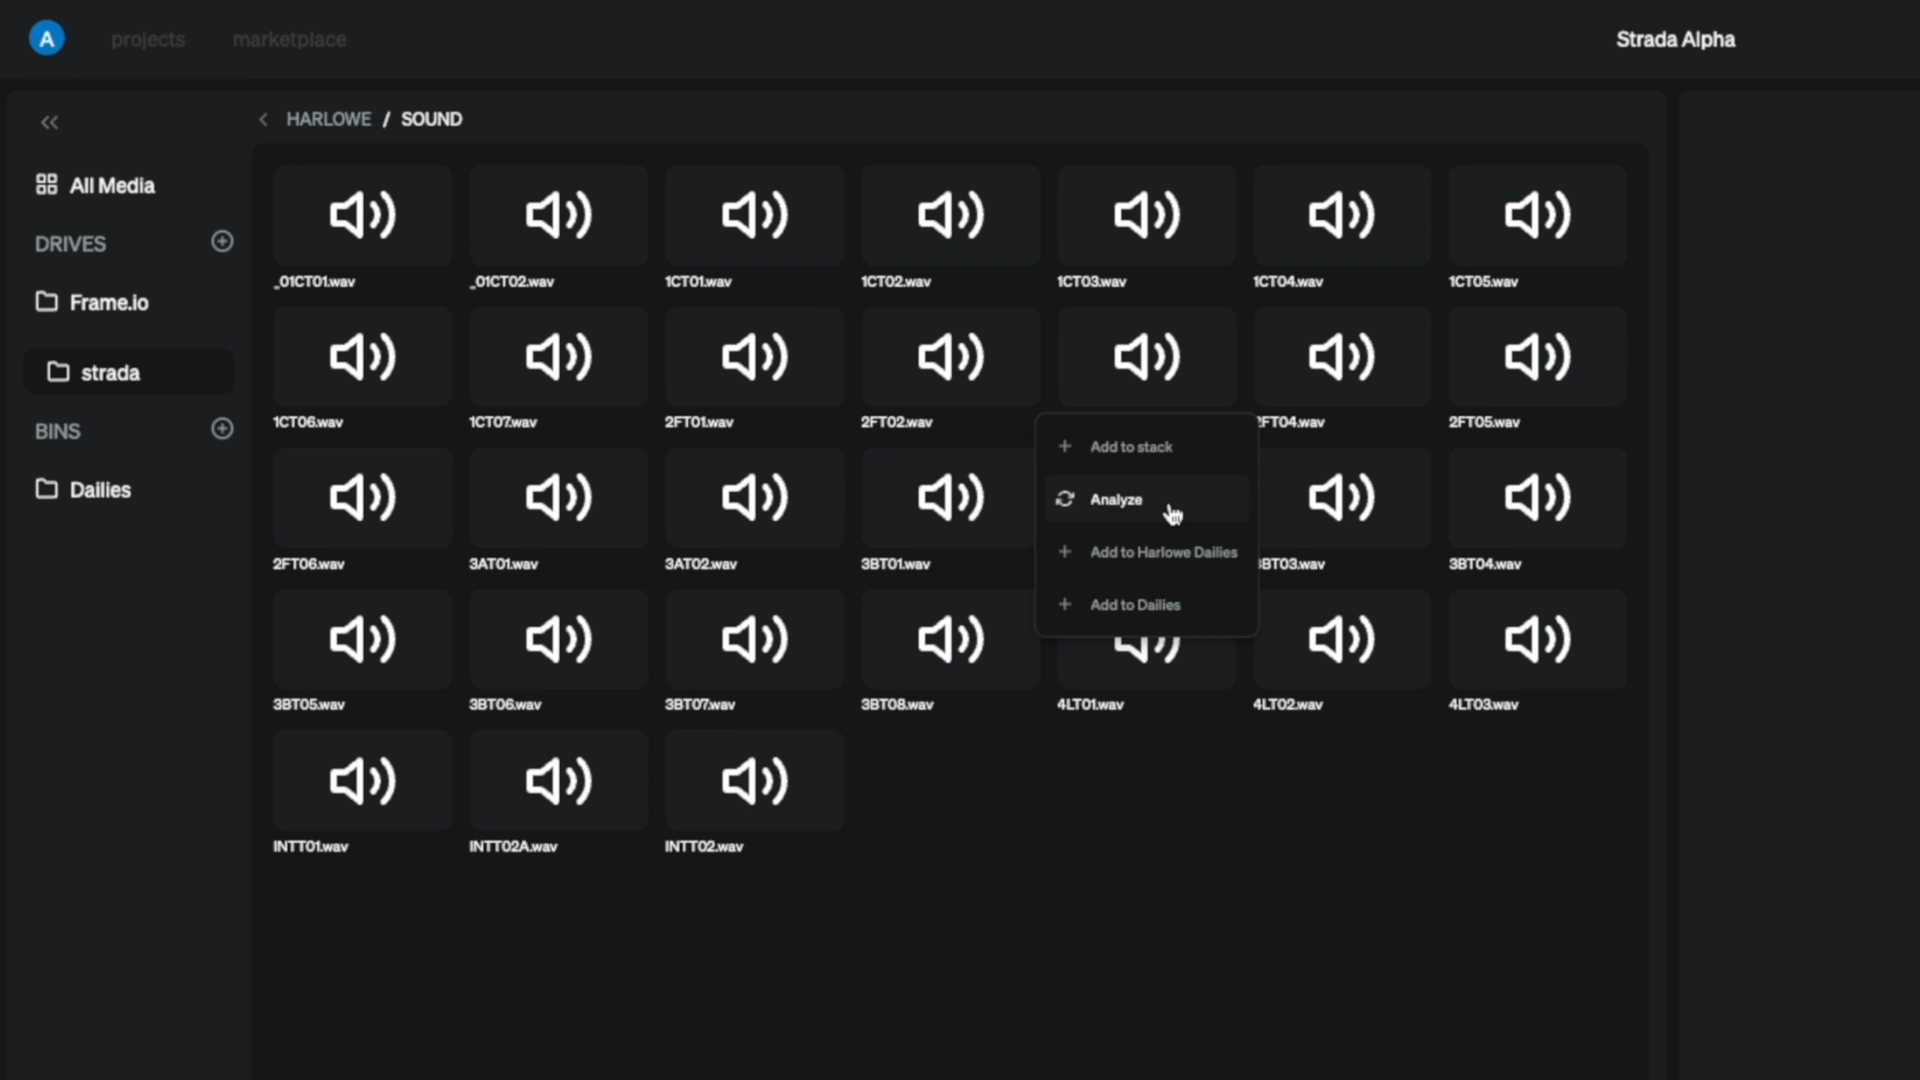 A projects marketplace Strada Alpha
HARLOWE / SOUND
All Media
DRIVES
Frame.io
strada
BINS
Dailies
_01CT01.wav _01CT02.wav 1CT01.wav 1CT02.wav 1CT03.wav 1CT04.wav 1CT05.wav
1CT06.wav 1CT07.wav 2FT01.wav 2FT02.wav 2FT04.wav 2FT05.wav
2FT06.wav 3AT01.wav 3AT02.wav 3BT01.wav 3BT03.wav 3BT04.wav
3BT05.wav 3BT06.wav 3BT07.wav 3BT08.wav 4LT01.wav 4LT02.wav 4LT03.wav
INTT01.wav INTT02A.wav INTT02.wav
Add to stack
Analyze
Add to Harlowe Dailies
Add to Dailies